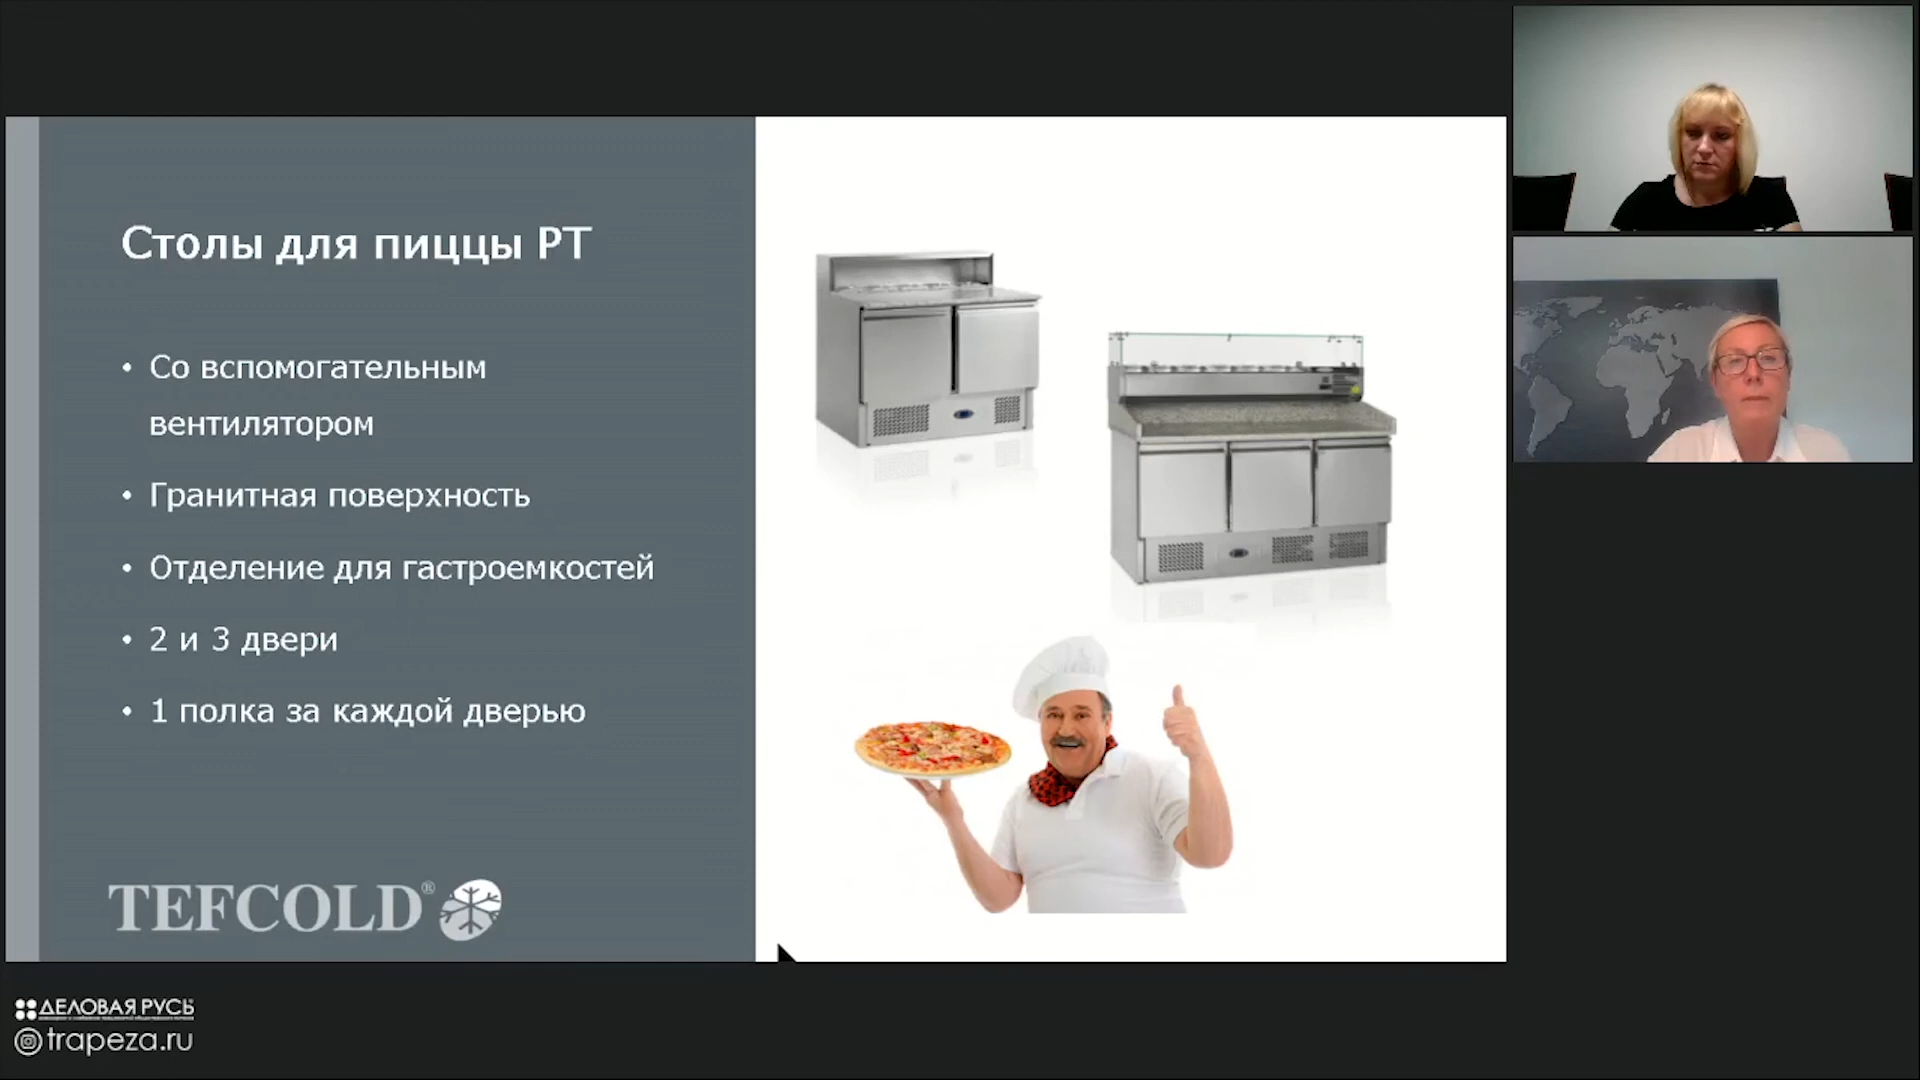 Столы для пиццы PT
• Со вспомогательным
вентилятором
• Гранитная поверхность
• Отделение для гастроемкостей
• 2 и 3 двери
• 1 полка за каждой дверью
TEFCOLD®
ДЕЛОВАЯ РУСЬ
trapeza.ru